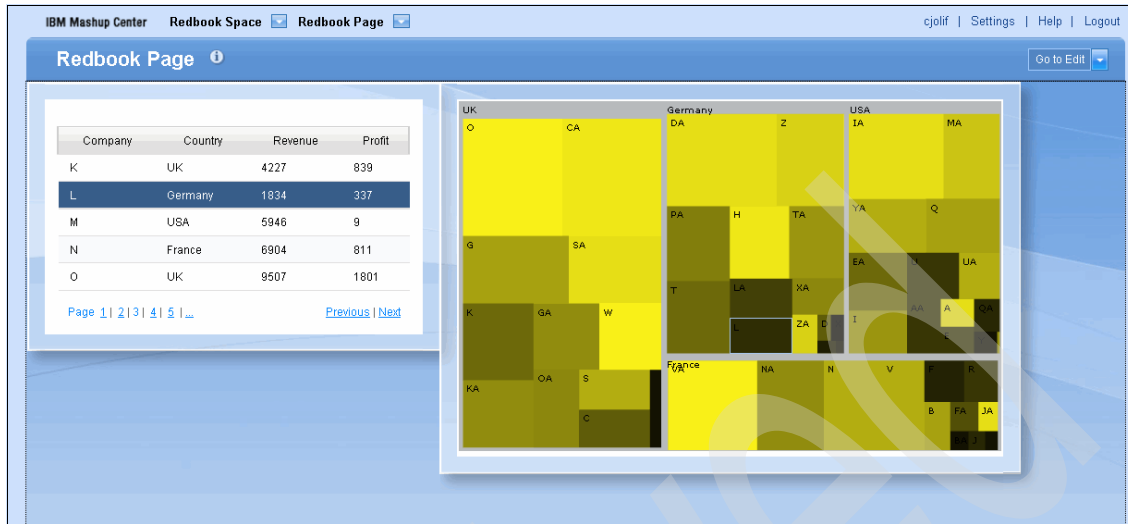 IBM Mashup Center Redbook Space Redbook Page cjolif | Settings | Help | Logout
Redbook Page Go to Edit
Company Country Revenue Profit
K UK 4227 839
L Germany 1834 337
M USA 5946 9
N France 6904 811
O UK 9507 1801
Page 1 | 2 | 3 | 4 | 5 | ... Previous | Next
UK
O CA
G SA
K GA W
KA OA S
C
Germany
DA Z
PA H TA
T LA XA
L ZA D
USA
IA MA
YA Q
EA U UA
I AA A QA
E
France
VA NA N V F R
B FA JA
BA J